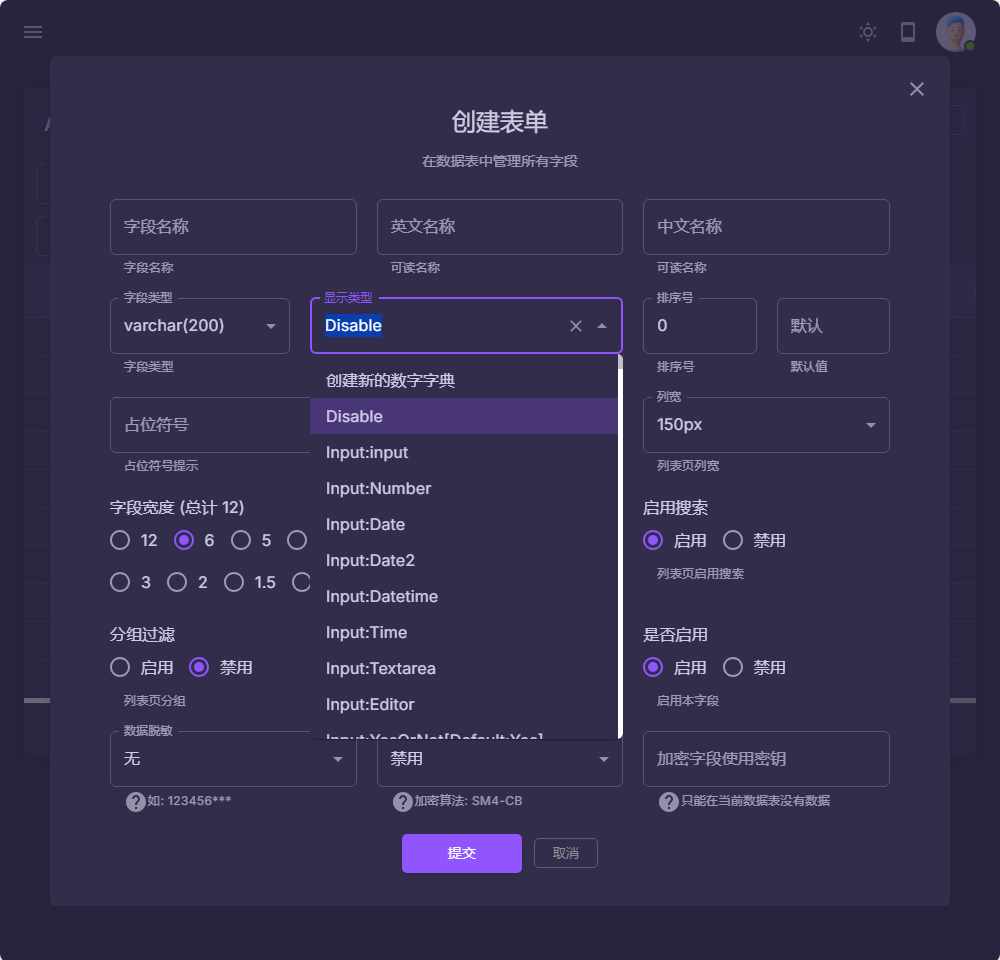 创建表单
在数据表中管理所有字段
字段名称 英文名称 中文名称
字段名称 可读名称 可读名称
字段类型 显示类型 排序号
varchar(200) Disable 0 默认
字段类型 排序号 默认值
创建新的数字字典
Disable
Input:input
Input:Number
Input:Date
Input:Date2
Input:Datetime
Input:Time
Input:Textarea
Input:Editor
Input:YesOrNot[Default:Yes]
占位符号
占位符号提示
列宽
150px
列表页列宽
字段宽度 (总计 12)
12 6 5
3 2 1.5
启用搜索
启用 禁用
列表页启用搜索
分组过滤
启用 禁用
列表页分组
是否启用
启用 禁用
启用本字段
数据脱敏
无 禁用 加密字段使用密钥
如: 123456*** 加密算法: SM4-CB 只能在当前数据表没有数据
提交 取消